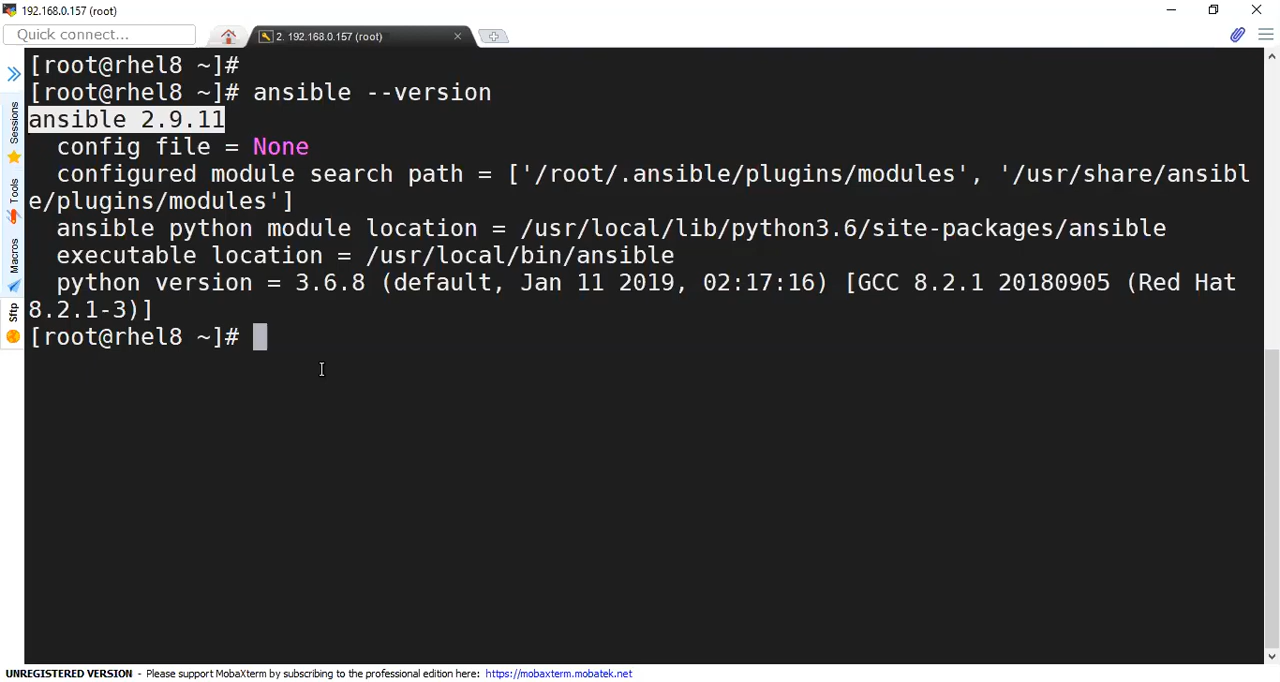 192.168.0.157 (root)
Quick connect...
2. 192.168.0.157 (root)
Sessions
Tools
Macros
Sftp
[root@rhel8 ~]#
[root@rhel8 ~]# ansible --version
ansible 2.9.11
config file = None
configured module search path = ['/root/.ansible/plugins/modules', '/usr/share/ansibl
e/plugins/modules']
ansible python module location = /usr/local/lib/python3.6/site-packages/ansible
executable location = /usr/local/bin/ansible
python version = 3.6.8 (default, Jan 11 2019, 02:17:16) [GCC 8.2.1 20180905 (Red Hat
8.2.1-3)]
[root@rhel8 ~]#
UNREGISTERED VERSION - Please support MobaXterm by subscribing to the professional edition here: https://mobaxterm.mobatek.net